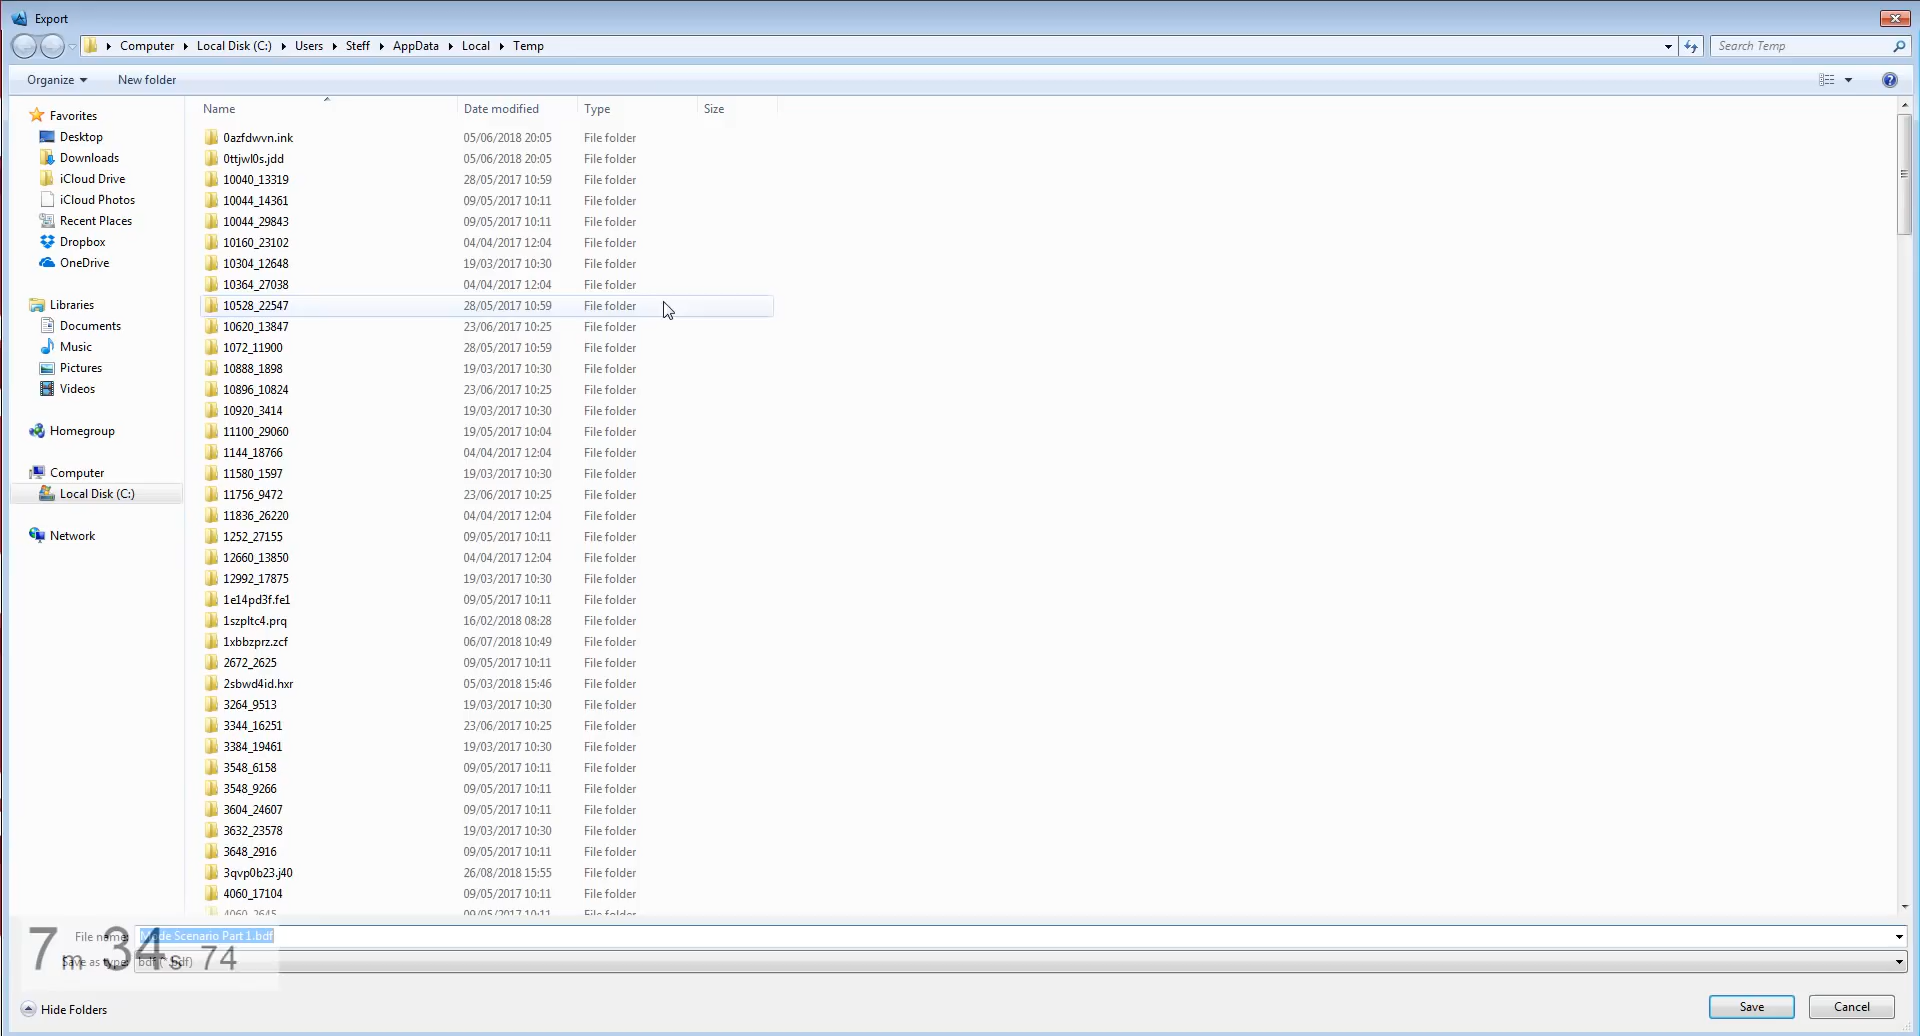 Export
Computer Local Disk (C:) Users Steff AppData Local Temp
Search Temp
Organize New folder
Name Date modified Type Size
Favorites
Desktop
Downloads
iCloud Drive
iCloud Photos
Recent Places
Dropbox
OneDrive
Libraries
Documents
Music
Pictures
Videos
Homegroup
Computer
Local Disk (C:)
Network
0azfdwvn.ink 05/06/2018 20:05 File folder
0ttjwl0s.jdd 05/06/2018 20:05 File folder
10040_13319 28/05/2017 10:59 File folder
10044_14361 09/05/2017 10:11 File folder
10044_29843 09/05/2017 10:11 File folder
10160_23102 04/04/2017 12:04 File folder
10304_12648 19/03/2017 10:30 File folder
10364_27038 04/04/2017 12:04 File folder
10528_22547 28/05/2017 10:59 File folder
10620_13847 23/06/2017 10:25 File folder
1072_11900 28/05/2017 10:59 File folder
10888_1898 19/03/2017 10:30 File folder
10896_10824 23/06/2017 10:25 File folder
10920_3414 19/03/2017 10:30 File folder
11100_29060 19/05/2017 10:04 File folder
1144_18766 04/04/2017 12:04 File folder
11580_1597 19/03/2017 10:30 File folder
11756_9472 23/06/2017 10:25 File folder
11836_26220 04/04/2017 12:04 File folder
1252_27155 09/05/2017 10:11 File folder
12660_13850 04/04/2017 12:04 File folder
12992_17875 19/03/2017 10:30 File folder
1e14pd3f.fe1 09/05/2017 10:11 File folder
1szpltc4.prq 16/02/2018 08:28 File folder
1xbbzprz.zcf 06/07/2018 10:49 File folder
2672_2625 09/05/2017 10:11 File folder
2sbwd4id.hxr 05/03/2018 15:46 File folder
3264_9513 19/03/2017 10:30 File folder
3344_16251 23/06/2017 10:25 File folder
3384_19461 19/03/2017 10:30 File folder
3548_6158 09/05/2017 10:11 File folder
3548_9266 09/05/2017 10:11 File folder
3604_24607 09/05/2017 10:11 File folder
3632_23578 19/03/2017 10:30 File folder
3648_2916 09/05/2017 10:11 File folder
3qvp0b23.j40 26/08/2018 15:55 File folder
4060_17104 09/05/2017 10:11 File folder
4060_2645 09/05/2017 10:11 File folder
File name: Scenario Part 1.bdf
Save as type: bdf (*.bdf)
7 m 34 s 74
Hide Folders
Save Cancel